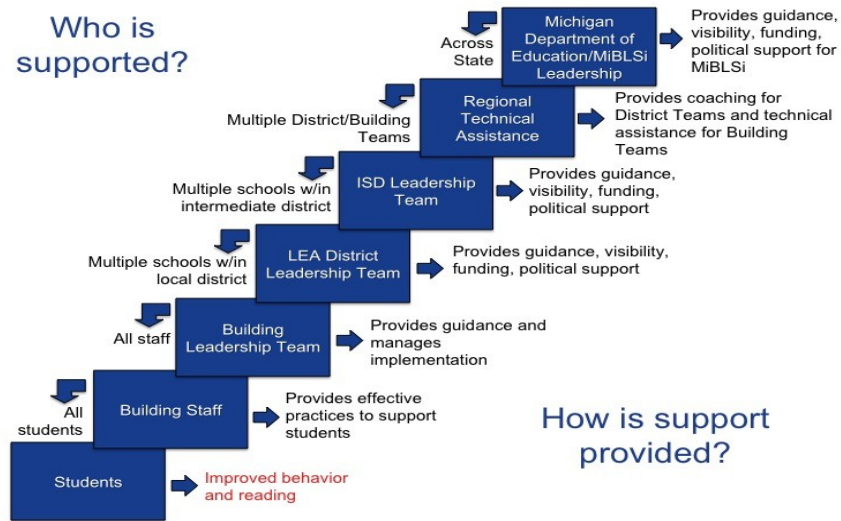 Who is
supported?
Across
State
Michigan
Department of
Education/MiBLSi
Leadership
Provides guidance,
visibility, funding,
political support for
MiBLSi
Multiple District/Building
Teams
Regional
Technical
Assistance
Provides coaching for
District Teams and technical
assistance for Building
Teams
Multiple schools w/in
intermediate district
ISD Leadership
Team
Provides guidance,
visibility, funding,
political support
Multiple schools w/in
local district
LEA District
Leadership Team
Provides guidance, visibility,
funding, political support
All staff
Building
Leadership Team
Provides guidance and
manages
implementation
All
students
Building Staff
Provides effective
practices to support
students
How is support
provided?
Students
Improved behavior
and reading